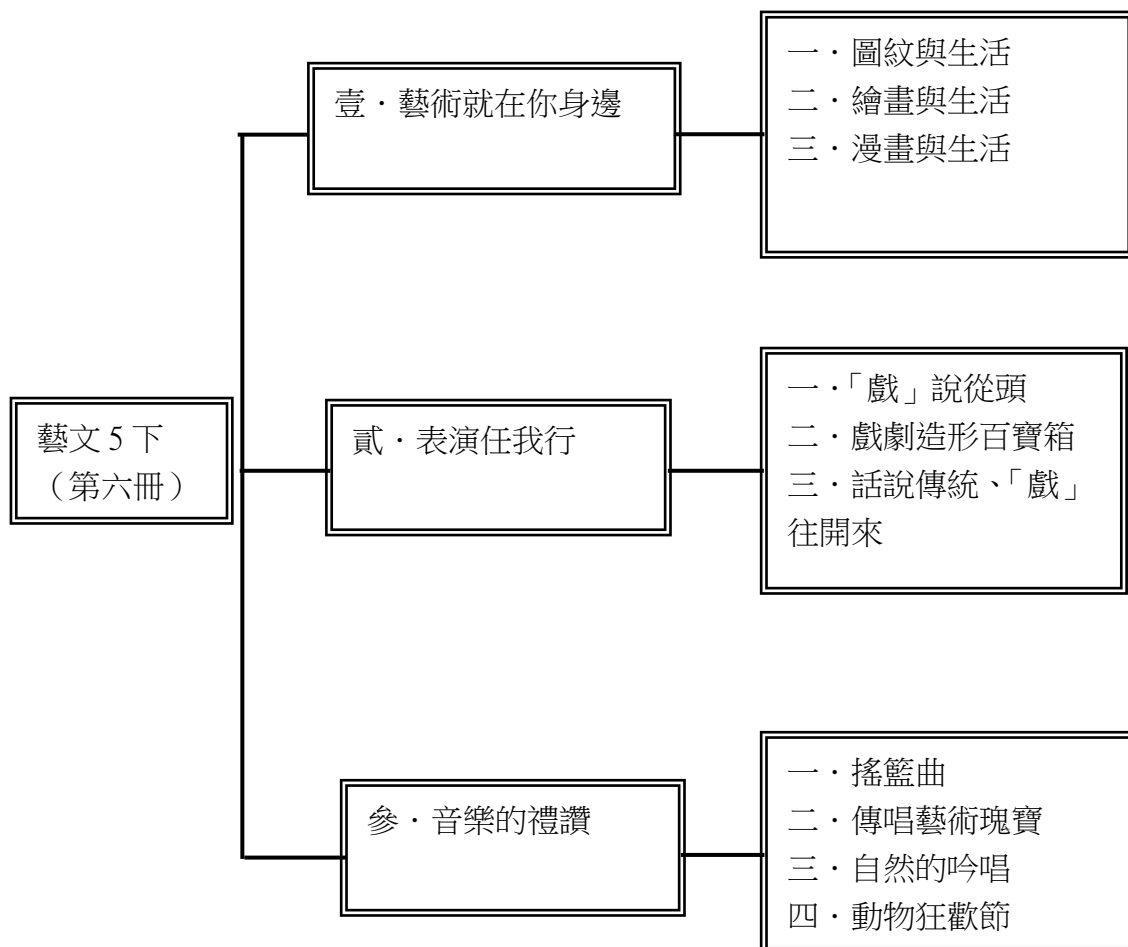 壹．藝術就在你身邊
一．圖紋與生活
二．繪畫與生活
三．漫畫與生活
藝文5下
（第六冊）
貳．表演任我行
一．「戲」說從頭
二．戲劇造形百寶箱
三．話說傳統、「戲」
往開來
參．音樂的禮讚
一．搖籃曲
二．傳唱藝術瑰寶
三．自然的吟唱
四．動物狂歡節